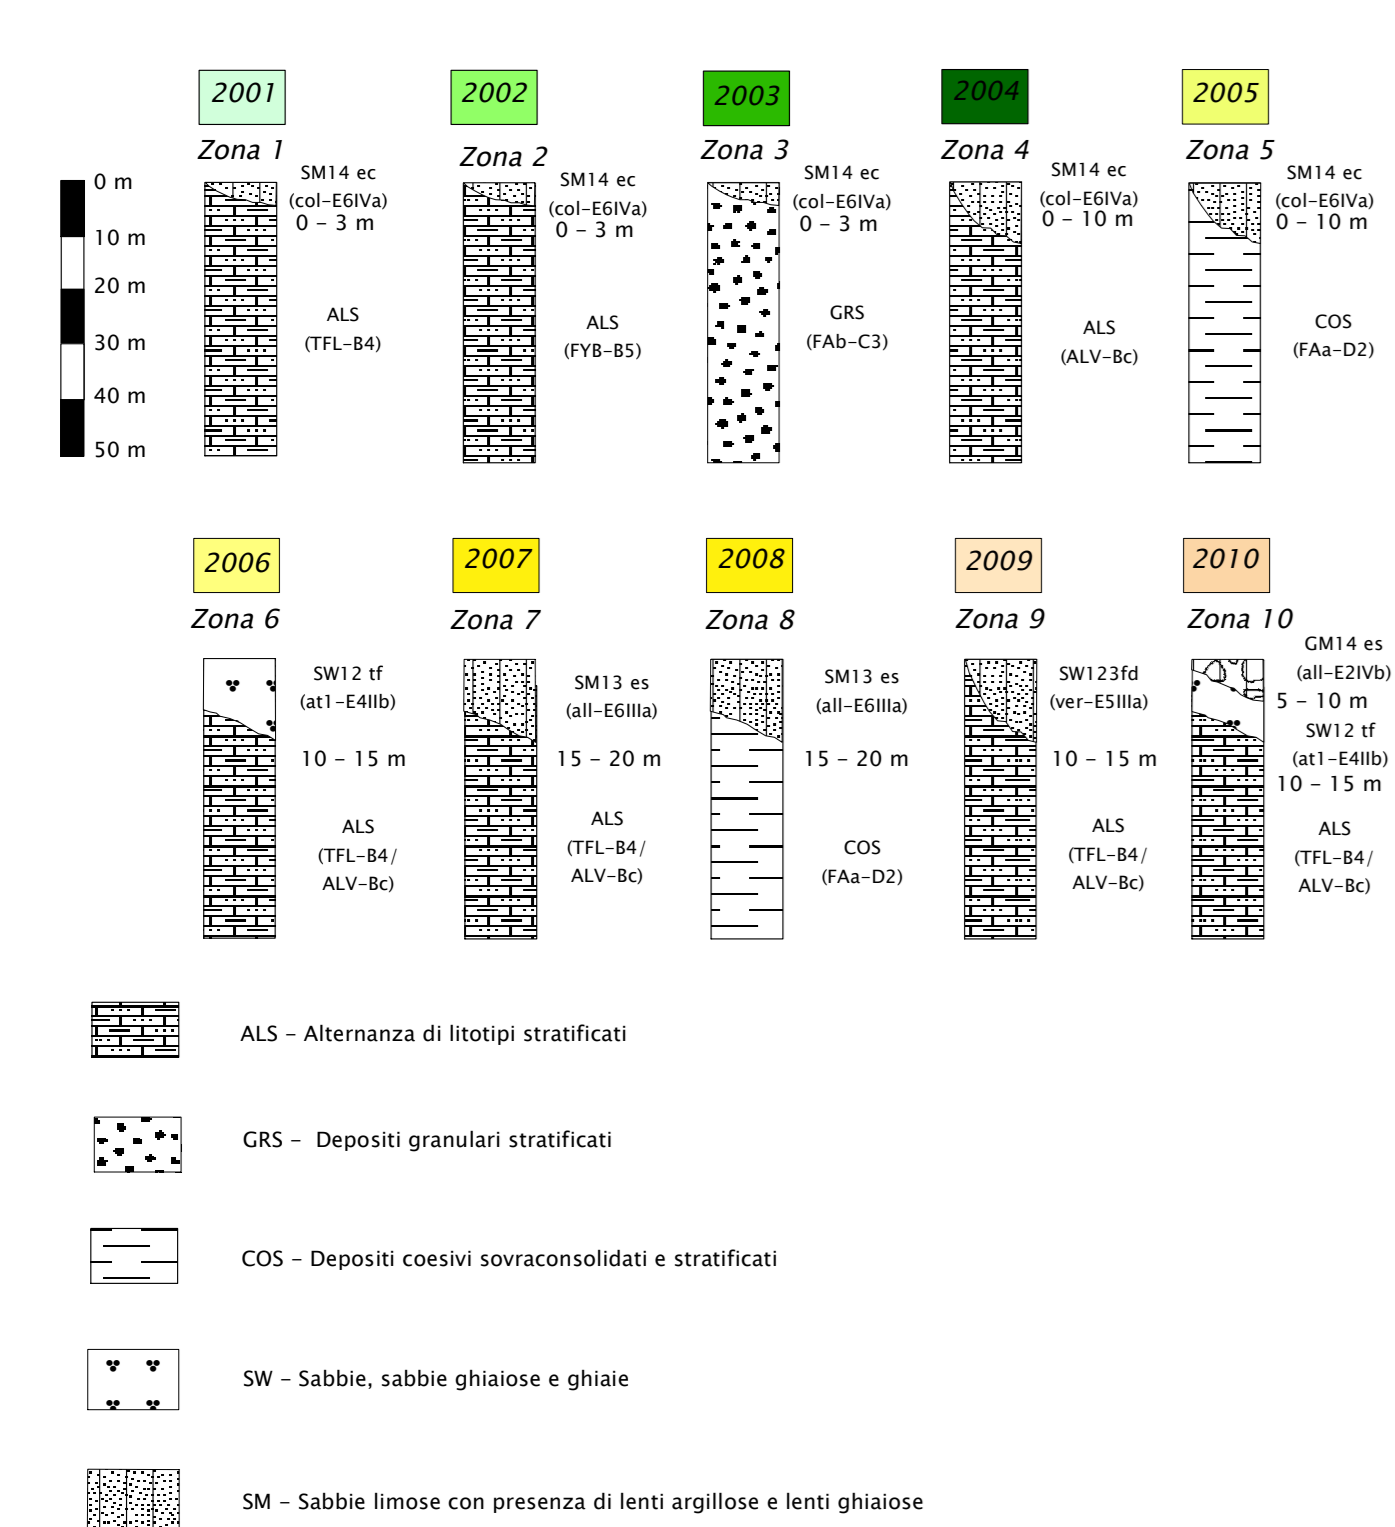 2001
2002
2003
2004
2005
Zona 1
Zona 2
Zona 3
Zona 4
Zona 5
0 m
10 m
20 m
30 m
40 m
50 m
SM14 ec
(col-E6IVa)
0 - 3 m
ALS
(TFL-B4)
SM14 ec
(col-E6IVa)
0 - 3 m
ALS
(FYB-B5)
SM14 ec
(col-E6IVa)
0 - 3 m
GRS
(FAb-C3)
SM14 ec
(col-E6IVa)
0 - 10 m
ALS
(ALV-Bc)
SM14 ec
(col-E6IVa)
0 - 10 m
COS
(FAa-D2)
2006
2007
2008
2009
2010
Zona 6
Zona 7
Zona 8
Zona 9
Zona 10
SW12 tf
(at1-E4IIb)
10 - 15 m
ALS
(TFL-B4/
ALV-Bc)
SM13 es
(all-E6IIIa)
15 - 20 m
ALS
(TFL-B4/
ALV-Bc)
SM13 es
(all-E6IIIa)
15 - 20 m
COS
(FAa-D2)
SW123fd
(ver-E5IIIa)
10 - 15 m
ALS
(TFL-B4/
ALV-Bc)
GM14 es
(all-E2IVb)
5 - 10 m
SW12 tf
(at1-E4IIb)
10 - 15 m
ALS
(TFL-B4/
ALV-Bc)
ALS - Alternanza di litotipi stratificati
GRS - Depositi granulari stratificati
COS - Depositi coesivi sovraconsolidati e stratificati
SW - Sabbie, sabbie ghiaiose e ghiaie
SM - Sabbie limose con presenza di lenti argillose e lenti ghiaiose